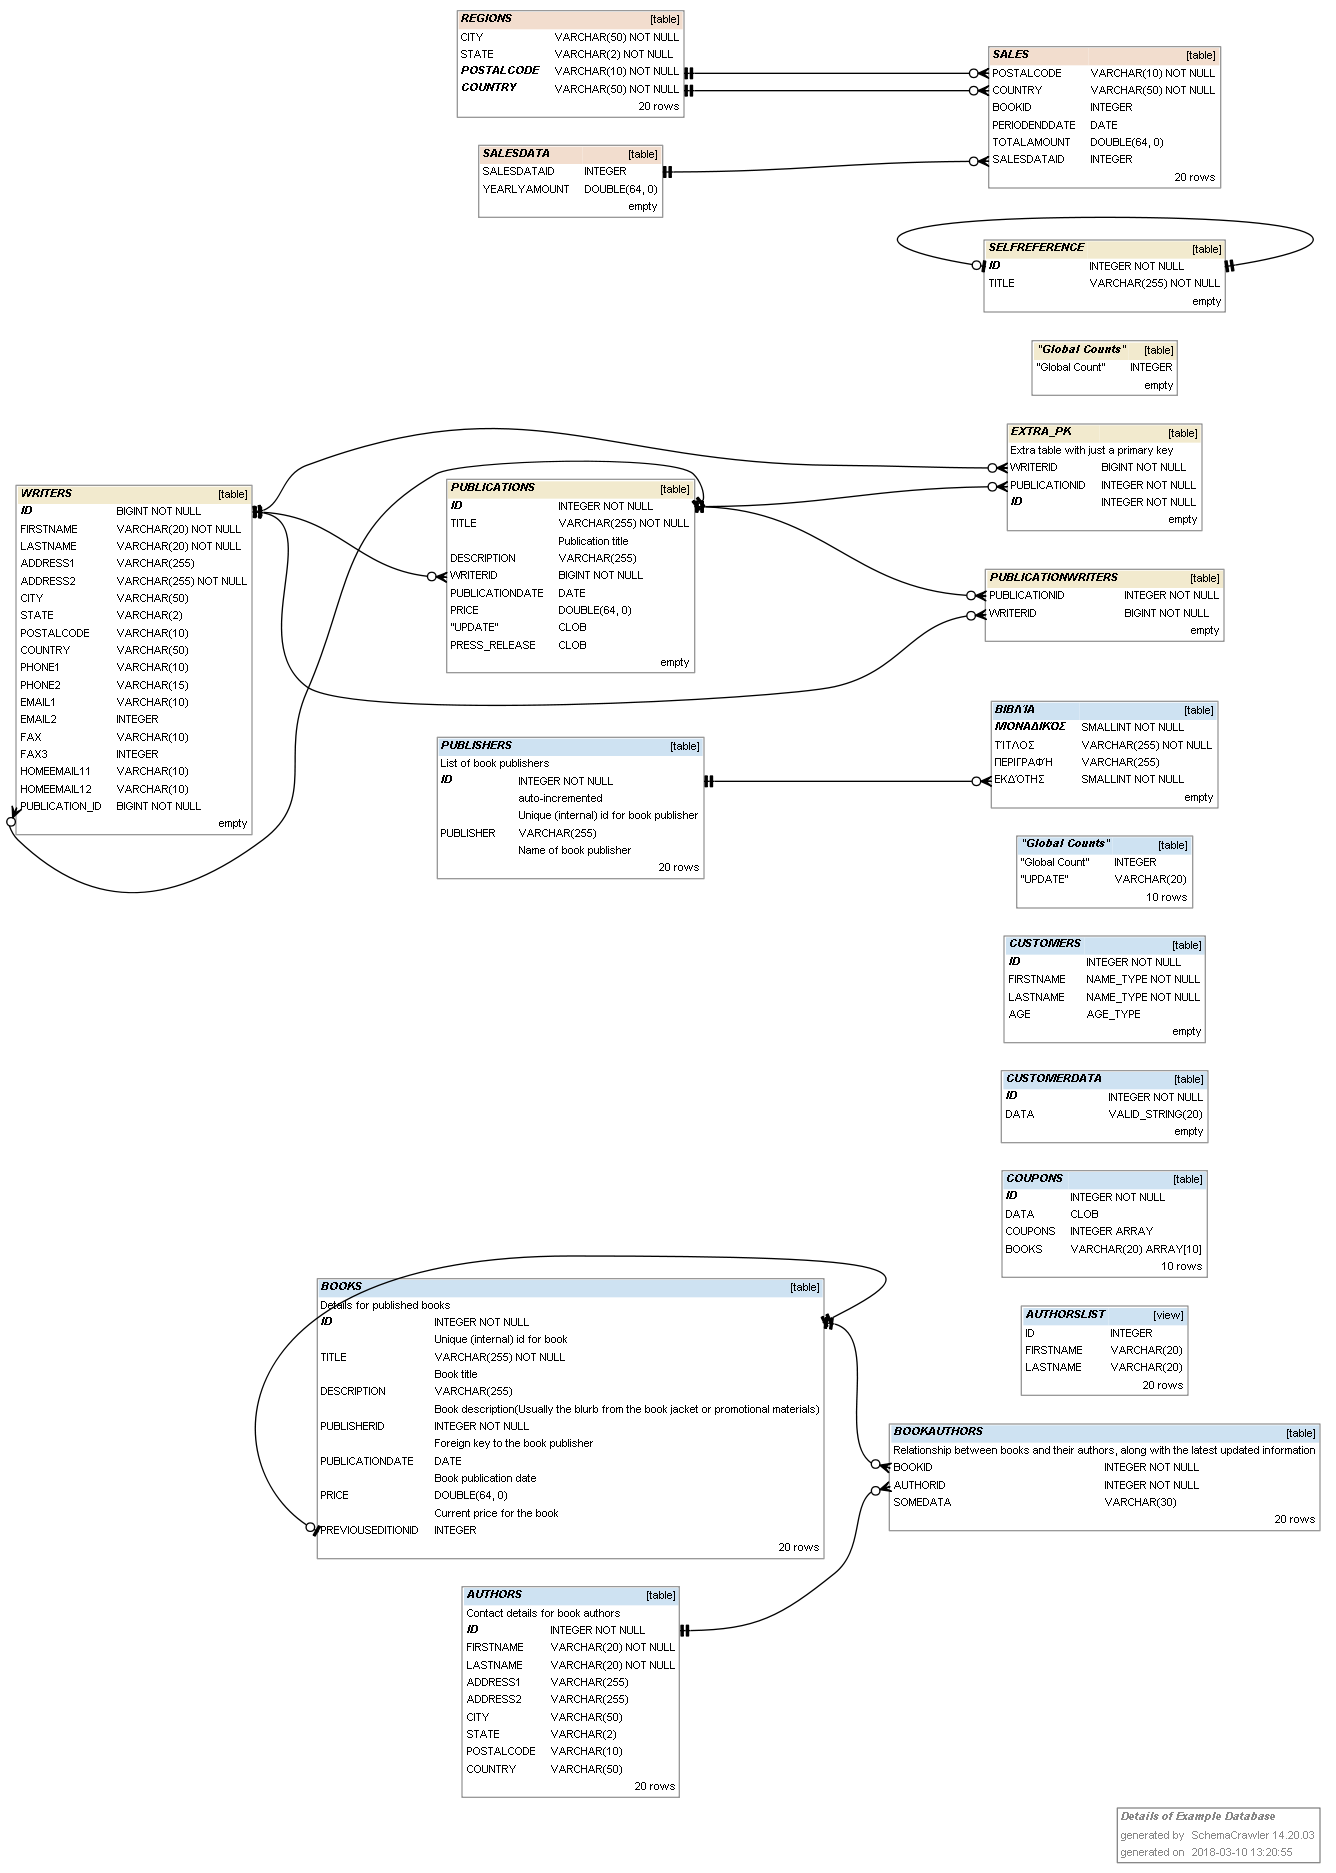 REGIONS [table]
CITY VARCHAR(50) NOT NULL
STATE VARCHAR(2) NOT NULL
POSTALCODE VARCHAR(10) NOT NULL
COUNTRY VARCHAR(50) NOT NULL
20 rows
SALES [table]
POSTALCODE VARCHAR(10) NOT NULL
COUNTRY VARCHAR(50) NOT NULL
BOOKID INTEGER
PERIODENDDATE DATE
TOTALAMOUNT DOUBLE(64, 0)
SALESDATAID INTEGER
20 rows
SALESDATA [table]
SALESDATAID INTEGER
YEARLYAMOUNT DOUBLE(64, 0)
empty
SELFREFERENCE [table]
ID INTEGER NOT NULL
TITLE VARCHAR(255) NOT NULL
empty
"Global Counts" [table]
"Global Count" INTEGER
empty
EXTRA_PK [table]
Extra table with just a primary key
WRITERID BIGINT NOT NULL
PUBLICATIONID INTEGER NOT NULL
ID INTEGER NOT NULL
empty
WRITERS [table]
ID BIGINT NOT NULL
FIRSTNAME VARCHAR(20) NOT NULL
LASTNAME VARCHAR(20) NOT NULL
ADDRESS1 VARCHAR(255)
ADDRESS2 VARCHAR(255) NOT NULL
CITY VARCHAR(50)
STATE VARCHAR(2)
POSTALCODE VARCHAR(10)
COUNTRY VARCHAR(50)
PHONE1 VARCHAR(10)
PHONE2 VARCHAR(15)
EMAIL1 VARCHAR(10)
EMAIL2 INTEGER
FAX VARCHAR(10)
FAX3 INTEGER
HOMEEMAIL11 VARCHAR(10)
HOMEEMAIL12 VARCHAR(10)
PUBLICATION_ID BIGINT NOT NULL
empty
PUBLICATIONS [table]
ID INTEGER NOT NULL
TITLE VARCHAR(255) NOT NULL
Publication title
DESCRIPTION VARCHAR(255)
WRITERID BIGINT NOT NULL
PUBLICATIONDATE DATE
PRICE DOUBLE(64, 0)
"UPDATE" CLOB
PRESS_RELEASE CLOB
empty
PUBLICATIONWRITERS [table]
PUBLICATIONID INTEGER NOT NULL
WRITERID BIGINT NOT NULL
empty
ΒΙΒΛΊΑ [table]
ΜΟΝΑΔΙΚΌΣ SMALLINT NOT NULL
ΤΊΤΛΟΣ VARCHAR(255) NOT NULL
ΠΕΡΙΓΡΑΦΉ VARCHAR(255)
ΕΚΔΌΤΗΣ SMALLINT NOT NULL
empty
PUBLISHERS [table]
List of book publishers
ID INTEGER NOT NULL
auto-incremented
Unique (internal) id for book publisher
PUBLISHER VARCHAR(255)
Name of book publisher
20 rows
"Global Counts" [table]
"Global Count" INTEGER
"UPDATE" VARCHAR(20)
10 rows
CUSTOMERS [table]
ID INTEGER NOT NULL
FIRSTNAME NAME_TYPE NOT NULL
LASTNAME NAME_TYPE NOT NULL
AGE AGE_TYPE
empty
CUSTOMERDATA [table]
ID INTEGER NOT NULL
DATA VALID_STRING(20)
empty
COUPONS [table]
ID INTEGER NOT NULL
DATA CLOB
COUPONS INTEGER ARRAY
BOOKS VARCHAR(20) ARRAY[10]
10 rows
BOOKS [table]
Details for published books
ID INTEGER NOT NULL
Unique (internal) id for book
TITLE VARCHAR(255) NOT NULL
Book title
DESCRIPTION VARCHAR(255)
Book description(Usually the blurb from the book jacket or promotional materials)
PUBLISHERID INTEGER NOT NULL
Foreign key to the book publisher
PUBLICATIONDATE DATE
Book publication date
PRICE DOUBLE(64, 0)
Current price for the book
PREVIOUSEDITIONID INTEGER
20 rows
AUTHORSLIST [view]
ID INTEGER
FIRSTNAME VARCHAR(20)
LASTNAME VARCHAR(20)
20 rows
BOOKAUTHORS [table]
Relationship between books and their authors, along with the latest updated information
BOOKID INTEGER NOT NULL
AUTHORID INTEGER NOT NULL
SOMEDATA VARCHAR(30)
20 rows
AUTHORS [table]
Contact details for book authors
ID INTEGER NOT NULL
FIRSTNAME VARCHAR(20) NOT NULL
LASTNAME VARCHAR(20) NOT NULL
ADDRESS1 VARCHAR(255)
ADDRESS2 VARCHAR(255)
CITY VARCHAR(50)
STATE VARCHAR(2)
POSTALCODE VARCHAR(10)
COUNTRY VARCHAR(50)
20 rows
Details of Example Database
generated by SchemaCrawler 14.20.03
generated on 2018-03-10 13:20:55